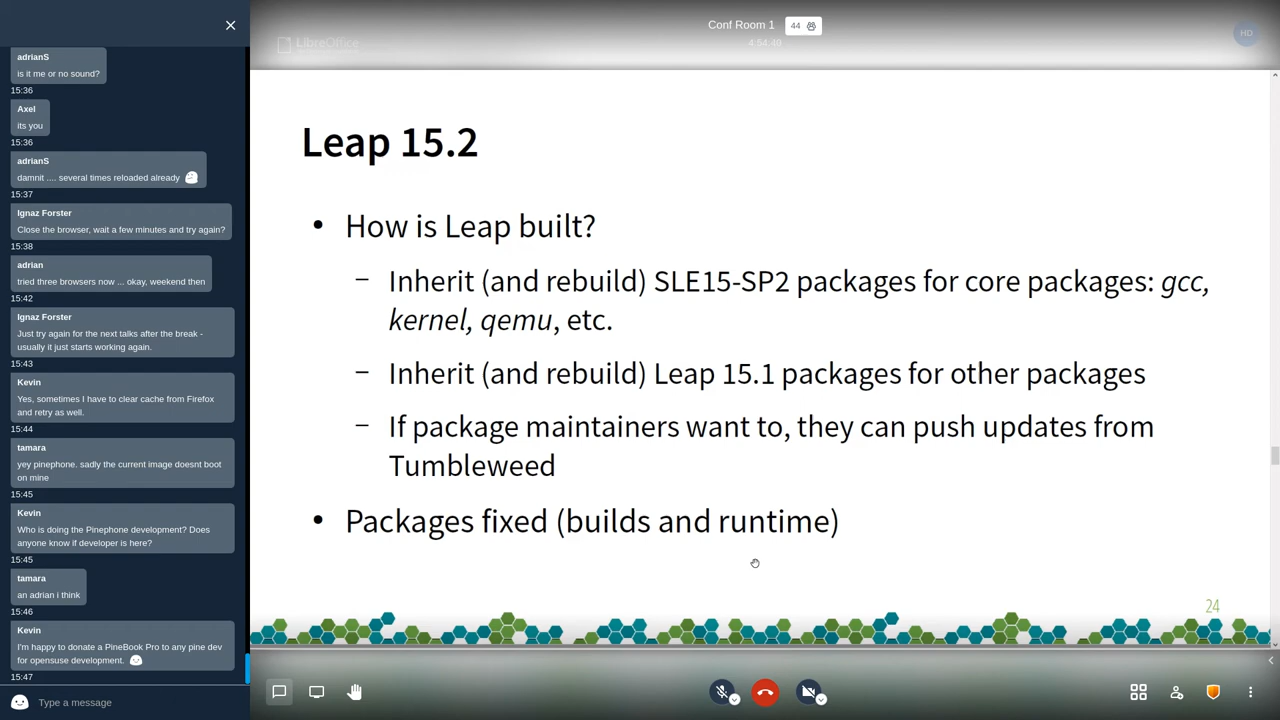 adrianS
is it me or no sound?
15:36
Axel
its you
15:36
adrianS
damnit .... several times reloaded already
15:37
Ignaz Forster
Close the browser, wait a few minutes and try again?
15:38
adrian
tried three browsers now ... okay, weekend then
15:42
Ignaz Forster
Just try again for the next talks after the break -
usually it just starts working again.
15:43
Kevin
Yes, sometimes I have to clear cache from Firefox
and retry as well.
15:44
tamara
yey pinephone. sadly the current image doesnt boot
on mine
15:45
Kevin
Who is doing the Pinephone development? Does
anyone know if developer is here?
15:45
tamara
an adrian i think
15:46
Kevin
I'm happy to donate a PineBook Pro to any pine dev
for opensuse development.
15:47
Type a message
Conf Room 1
44
4:54:49
HD
LibreOffice
Leap 15.2
• How is Leap built?
– Inherit (and rebuild) SLE15-SP2 packages for core packages: gcc,
kernel, qemu, etc.
– Inherit (and rebuild) Leap 15.1 packages for other packages
– If package maintainers want to, they can push updates from
Tumbleweed
• Packages fixed (builds and runtime)
24